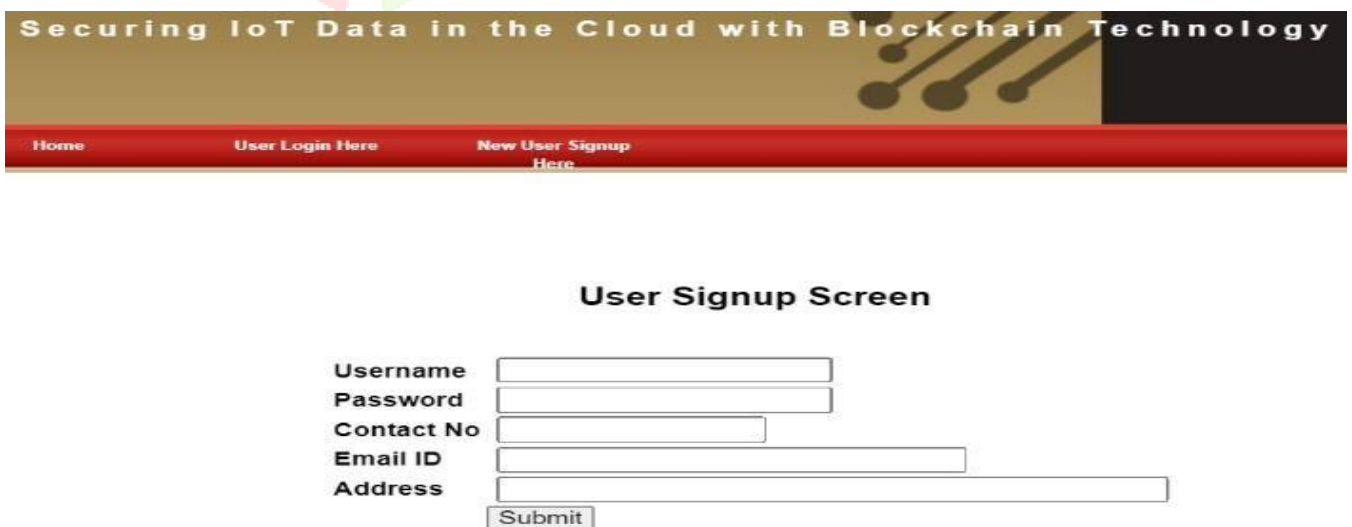 Securing IoT Data in the Cloud with Blockchain Technology
Home User Login Here New User Signup
Here
User Signup Screen
Username
Password
Contact No
Email ID
Address
Submit